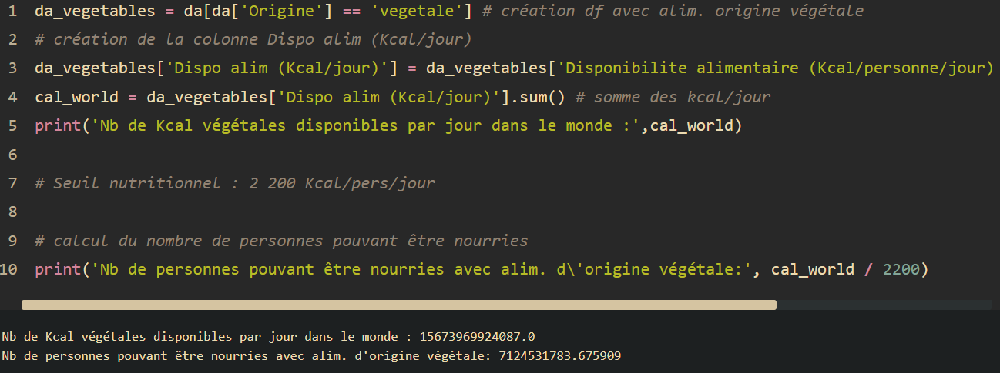 1 da_vegetables = da[da['Origine'] == 'vegetale'] # création df avec alim. origine végétale
2 # création de la colonne Dispo alim (Kcal/jour)
3 da_vegetables['Dispo alim (Kcal/jour)'] = da_vegetables['Disponibilite alimentaire (Kcal/personne/jour)
4 cal_world = da_vegetables['Dispo alim (Kcal/jour)'].sum() # somme des kcal/jour
5 print('Nb de Kcal végétales disponibles par jour dans le monde :',cal_world)
6
7 # Seuil nutritionnel : 2 200 Kcal/pers/jour
8
9 # calcul du nombre de personnes pouvant être nourries
10 print('Nb de personnes pouvant être nourries avec alim. d\'origine végétale:', cal_world / 2200)
Nb de Kcal végétales disponibles par jour dans le monde : 15673969924087.0
Nb de personnes pouvant être nourries avec alim. d'origine végétale: 7124531783.675909